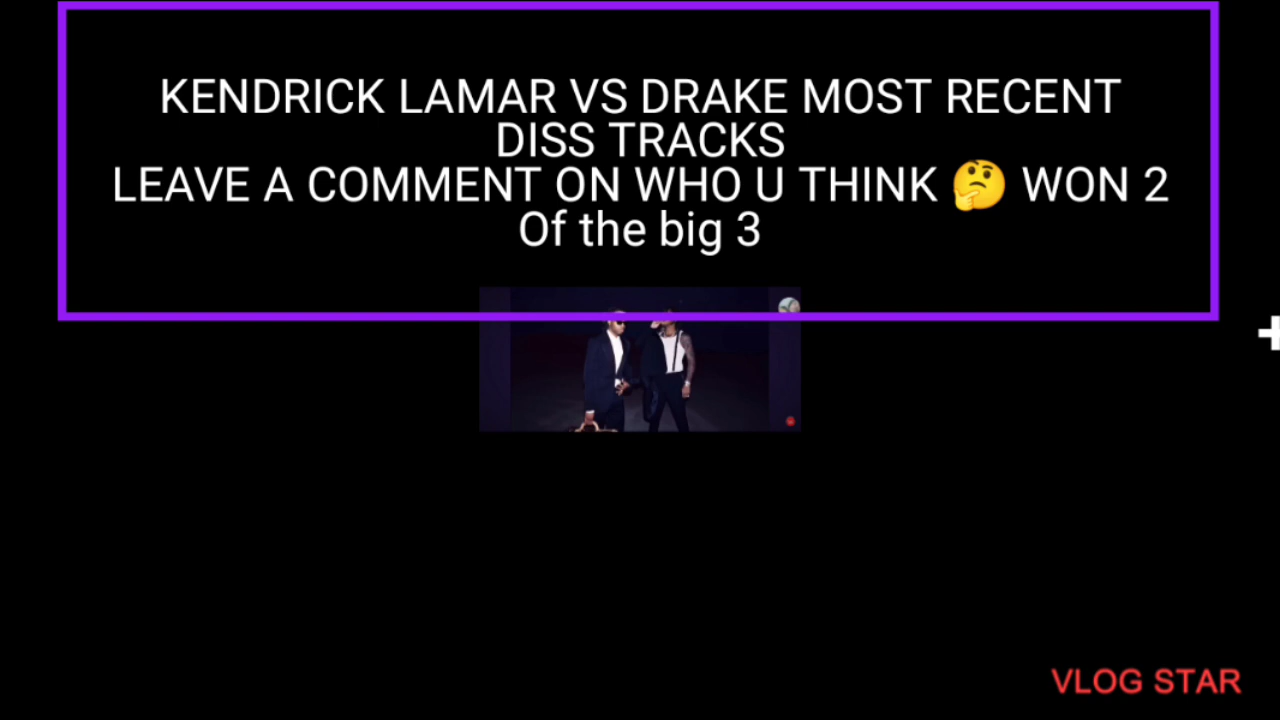 KENDRICK LAMAR VS DRAKE MOST RECENT
DISS TRACKS
LEAVE A COMMENT ON WHO U THINK 🤔 WON 2
Of the big 3
VLOG STAR